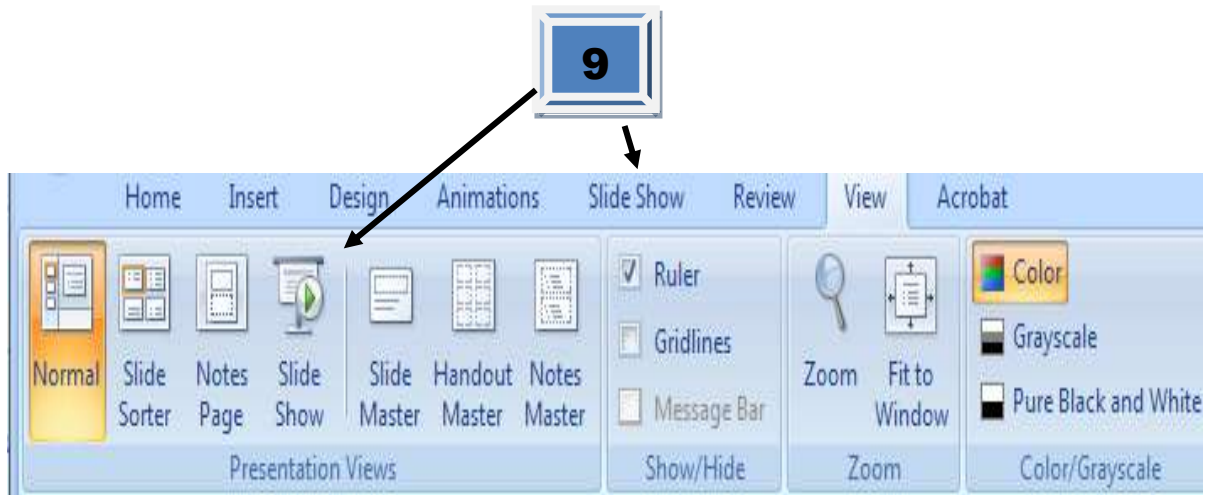 9
Home Insert Design Animations Slide Show Review View Acrobat
Normal
Slide Sorter
Notes Page
Slide Show
Slide Master
Handout Master
Notes Master
Presentation Views
Ruler
Gridlines
Message Bar
Show/Hide
Zoom
Fit to Window
Zoom
Color
Grayscale
Pure Black and White
Color/Grayscale